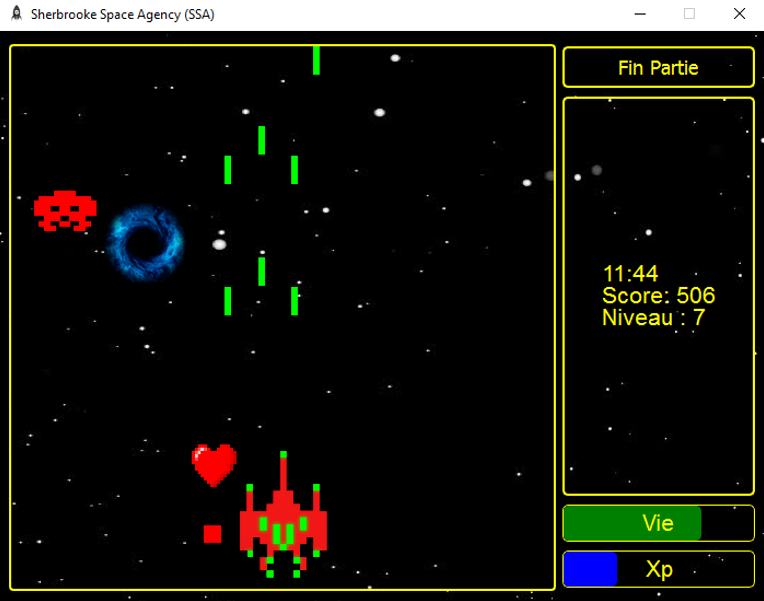 Sherbrooke Space Agency (SSA)
Fin Partie
11:44
Score: 506
Niveau : 7
Vie
Xp